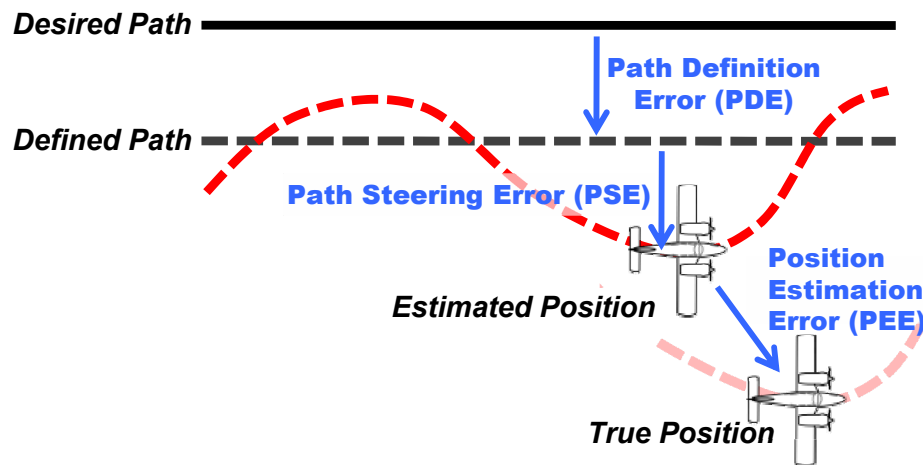 Desired Path
Path Definition
Error (PDE)
Defined Path
Path Steering Error (PSE)
Position
Estimation
Error (PEE)
Estimated Position
True Position